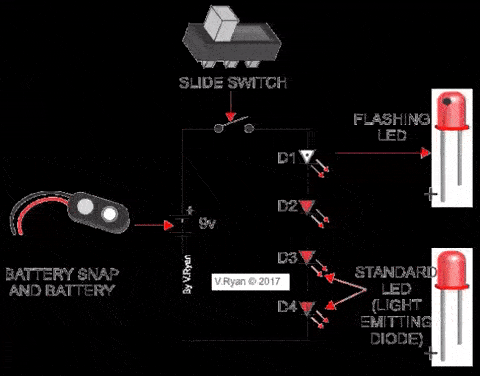 SLIDE SWITCH
FLASHING
LED
D1
D2
+
9v
D3
BATTERY SNAP
AND BATTERY
By V.Ryan
V.Ryan © 2017
D4
STANDARD
LED
(LIGHT
EMITTING
DIODE)
+
+